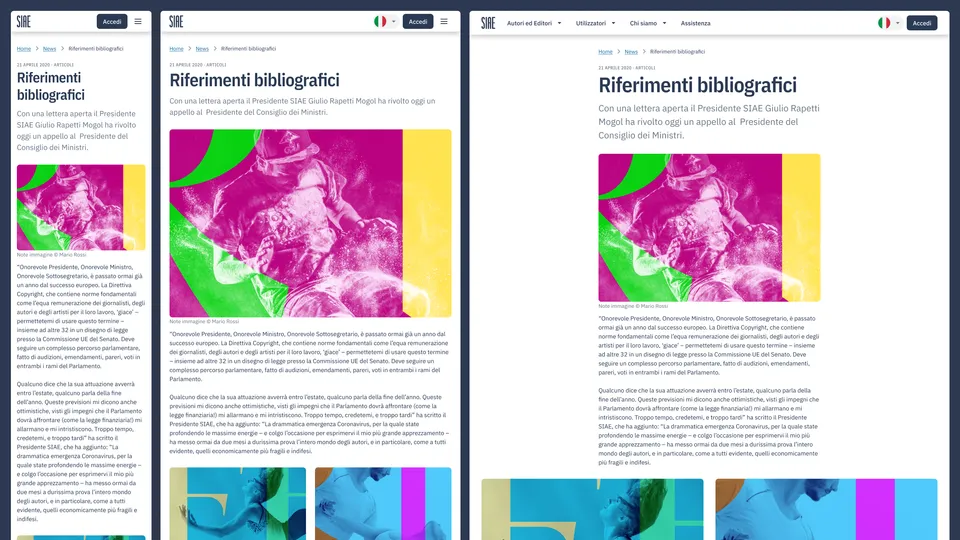 SIAE
Accedi
Home > News > Riferimenti bibliografici
21 APRILE 2020 · ARTICOLI
Riferimenti
bibliografici
Con una lettera aperta il Presidente
SIAE Giulio Rapetti Mogol ha rivolto
oggi un appello al Presidente del
Consiglio dei Ministri.
Note immagine © Mario Rossi
"Onorevole Presidente, Onorevole Ministro,
Onorevole Sottosegretario, è passato ormai già
un anno dal successo europeo. La Direttiva
Copyright, che contiene norme fondamentali
come l'equa remunerazione dei giornalisti, degli
autori e degli artisti per il loro lavoro, 'giace' –
permettetemi di usare questo termine –
insieme ad altre 32 in un disegno di legge
presso la Commissione UE del Senato. Deve
seguire un complesso percorso parlamentare,
fatto di audizioni, emendamenti, pareri, voti in
entrambi i rami del Parlamento.
Qualcuno dice che la sua attuazione avverrà
entro l'estate, qualcuno parla della fine
dell'anno. Queste previsioni mi dicono anche
ottimistiche, visti gli impegni che il Parlamento
dovrà affrontare (come la legge finanziaria!) mi
allarmano e mi intristiscono. Troppo tempo,
credetemi, e troppo tardi" ha scritto il
Presidente SIAE, che ha aggiunto: "La
drammatica emergenza Coronavirus, per la
quale state profondendo le massime energie –
e colgo l'occasione per esprimervi il mio più
grande apprezzamento – ha messo ormai da
due mesi a durissima prova l'intero mondo
degli autori, e in particolare, come a tutti
evidente, quelli economicamente più fragili e
indifesi.
SIAE
Accedi
Home > News > Riferimenti bibliografici
21 APRILE 2020 · ARTICOLI
Riferimenti bibliografici
Con una lettera aperta il Presidente SIAE Giulio Rapetti Mogol ha rivolto oggi un
appello al Presidente del Consiglio dei Ministri.
Note immagine © Mario Rossi
"Onorevole Presidente, Onorevole Ministro, Onorevole Sottosegretario, è passato ormai già un anno dal
successo europeo. La Direttiva Copyright, che contiene norme fondamentali come l'equa remunerazione
dei giornalisti, degli autori e degli artisti per il loro lavoro, 'giace' – permettetemi di usare questo termine
– insieme ad altre 32 in un disegno di legge presso la Commissione UE del Senato. Deve seguire un
complesso percorso parlamentare, fatto di audizioni, emendamenti, pareri, voti in entrambi i rami del
Parlamento.
Qualcuno dice che la sua attuazione avverrà entro l'estate, qualcuno parla della fine dell'anno. Queste
previsioni mi dicono anche ottimistiche, visti gli impegni che il Parlamento dovrà affrontare (come la
legge finanziaria!) mi allarmano e mi intristiscono. Troppo tempo, credetemi, e troppo tardi" ha scritto il
Presidente SIAE, che ha aggiunto: "La drammatica emergenza Coronavirus, per la quale state
profondendo le massime energie – e colgo l'occasione per esprimervi il mio più grande apprezzamento –
ha messo ormai da due mesi a durissima prova l'intero mondo degli autori, e in particolare, come a tutti
evidente, quelli economicamente più fragili e indifesi.
SIAE
Autori ed Editori
Utilizzatori
Chi siamo
Assistenza
Accedi
Home > News > Riferimenti bibliografici
21 APRILE 2020 · ARTICOLI
Riferimenti bibliografici
Con una lettera aperta il Presidente SIAE Giulio Rapetti
Mogol ha rivolto oggi un appello al Presidente del
Consiglio dei Ministri.
Note immagine © Mario Rossi
"Onorevole Presidente, Onorevole Ministro, Onorevole Sottosegretario, è passato
ormai già un anno dal successo europeo. La Direttiva Copyright, che contiene
norme fondamentali come l'equa remunerazione dei giornalisti, degli autori e degli
artisti per il loro lavoro, 'giace' – permettetemi di usare questo termine – insieme
ad altre 32 in un disegno di legge presso la Commissione UE del Senato. Deve
seguire un complesso percorso parlamentare, fatto di audizioni, emendamenti,
pareri, voti in entrambi i rami del Parlamento.
Qualcuno dice che la sua attuazione avverrà entro l'estate, qualcuno parla della
fine dell'anno. Queste previsioni mi dicono anche ottimistiche, visti gli impegni che
il Parlamento dovrà affrontare (come la legge finanziaria!) mi allarmano e mi
intristiscono. Troppo tempo, credetemi, e troppo tardi" ha scritto il Presidente
SIAE, che ha aggiunto: "La drammatica emergenza Coronavirus, per la quale state
profondendo le massime energie – e colgo l'occasione per esprimervi il mio più
grande apprezzamento – ha messo ormai da due mesi a durissima prova l'intero
mondo degli autori, e in particolare, come a tutti evidente, quelli
economicamente più fragili e indifesi.